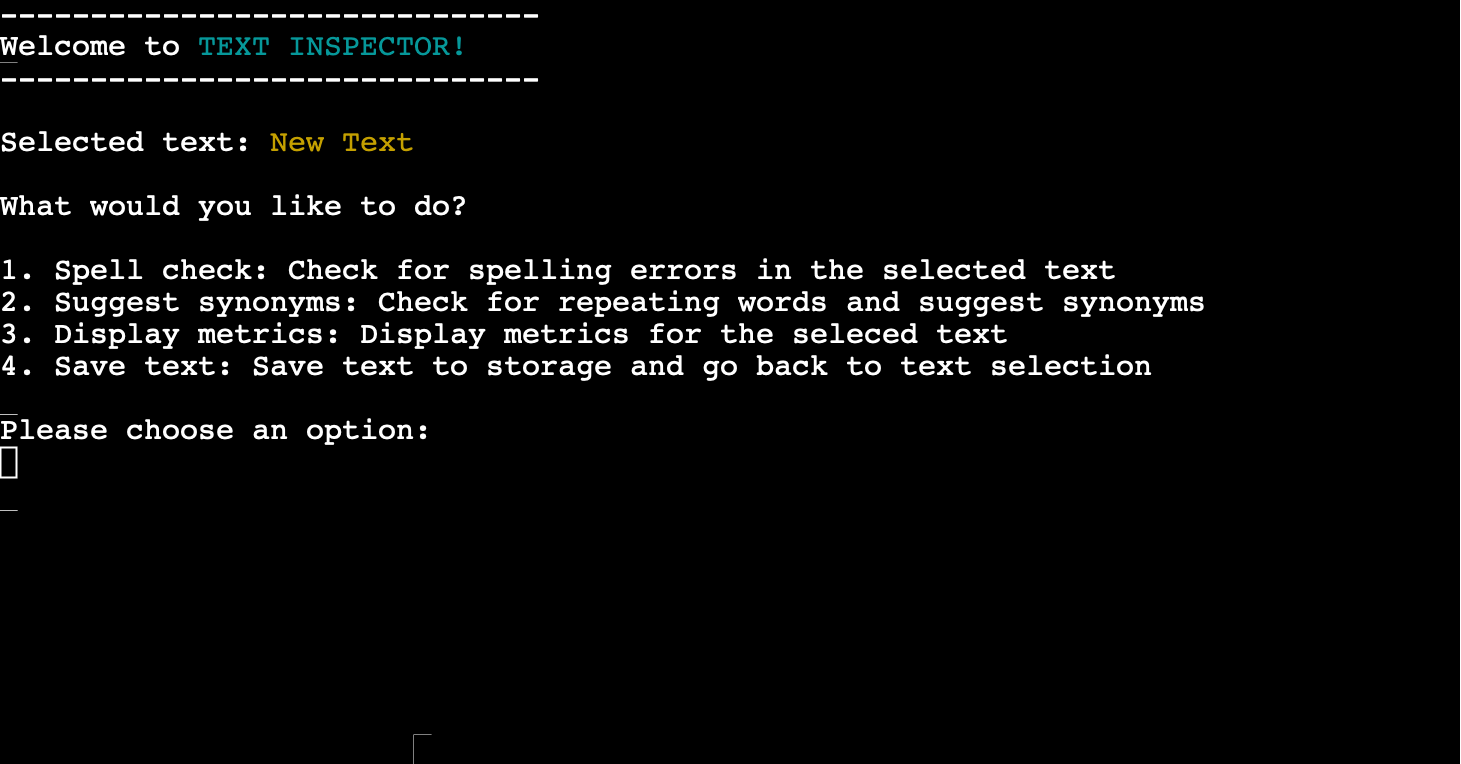 ------------------------------
Welcome to TEXT INSPECTOR!
------------------------------
Selected text: New Text
What would you like to do?
1. Spell check: Check for spelling errors in the selected text
2. Suggest synonyms: Check for repeating words and suggest synonyms
3. Display metrics: Display metrics for the seleced text
4. Save text: Save text to storage and go back to text selection
Please choose an option: